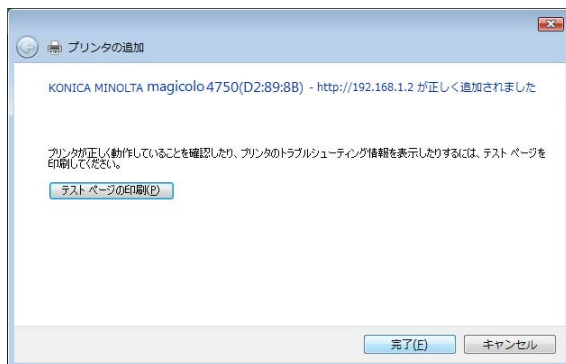 プリンタの追加
KONICA MINOLTA magicolo 4750(D2:89:8B) - http://192.168.1.2 が正しく追加されました
プリンタが正しく動作していることを確認したり、プリンタのトラブルシューティング情報を表示したりするには、テスト ページを
印刷してください。
テスト ページの印刷(P)
完了(F)
キャンセル